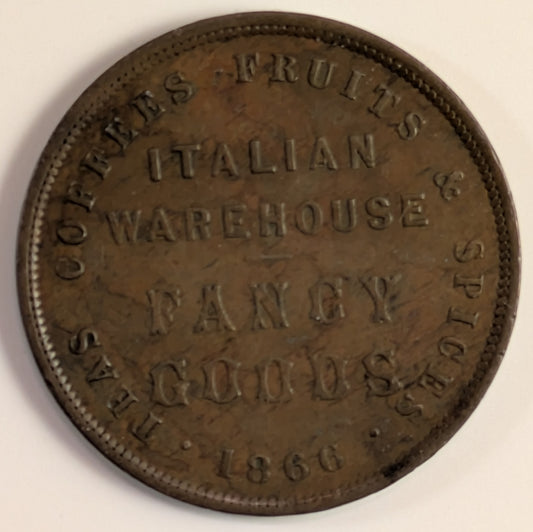 · TEAS COFFEES · FRUITS & SPICES ·
ITALIAN
WAREHOUSE
FANCY
GOODS
1866